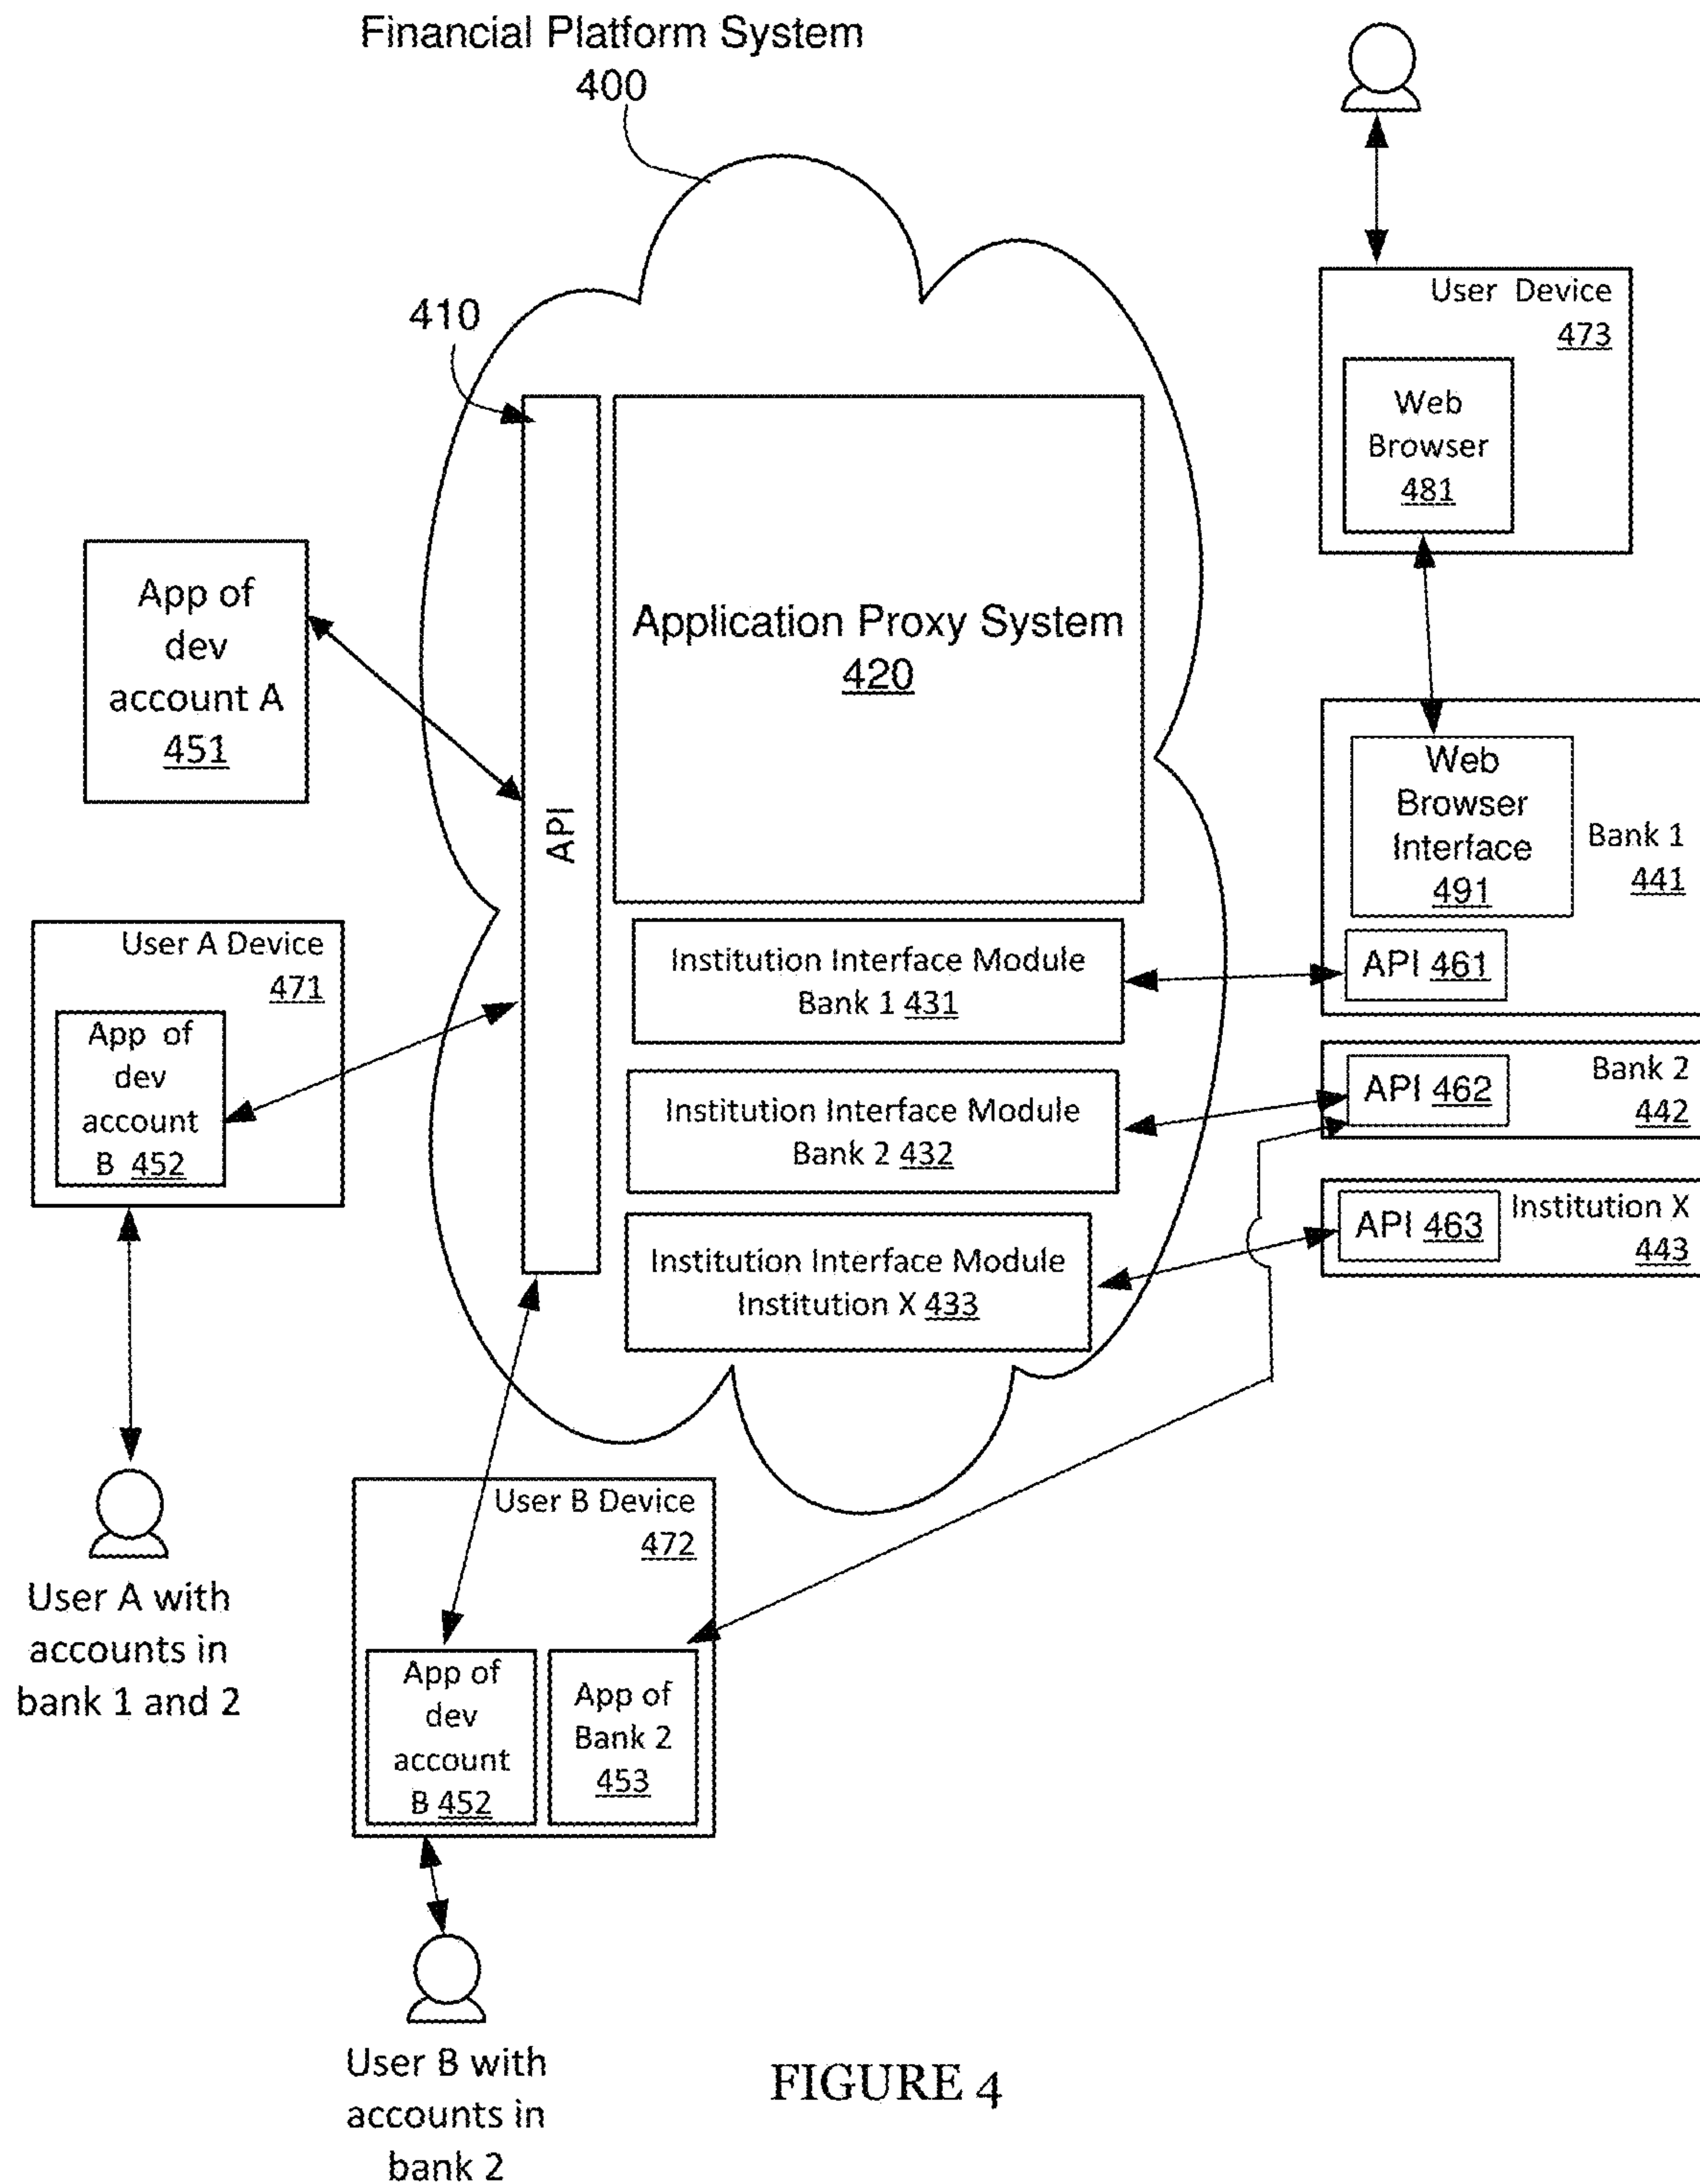 Financial Platform System
400
User Device
473
Web
Browser
481
410
API
Application Proxy System
420
App of
dev
account A
451
Web
Browser
Interface
491
Bank 1
441
API 461
Institution Interface Module
Bank 1 431
User A Device
471
App of
dev
account
B 452
Institution Interface Module
Bank 2 432
API 462
Bank 2
442
Institution Interface Module
Institution X 433
API 463
Institution X
443
User A with
accounts in
bank 1 and 2
User B Device
472
App of
dev
account
B 452
App of
Bank 2
453
User B with
accounts in
bank 2
FIGURE 4